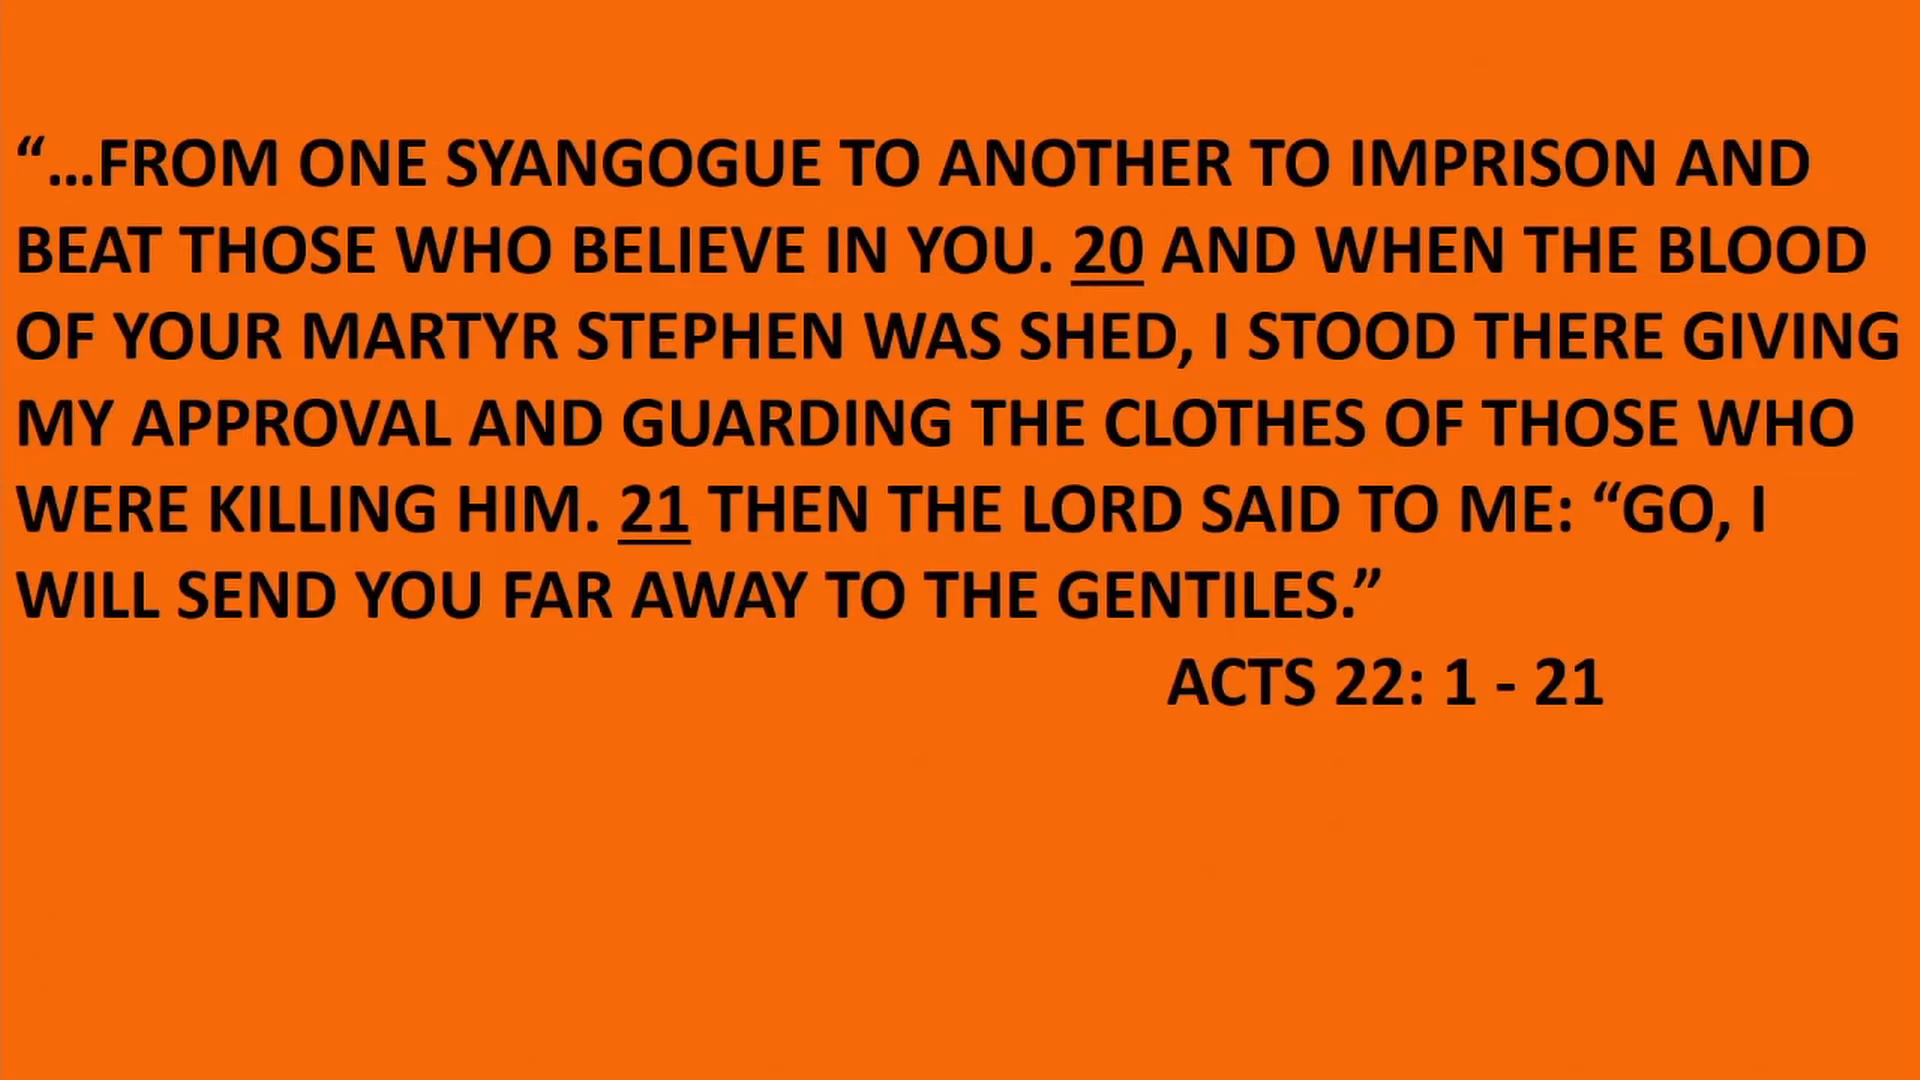 “...FROM ONE SYANGOGUE TO ANOTHER TO IMPRISON AND
BEAT THOSE WHO BELIEVE IN YOU. 20 AND WHEN THE BLOOD
OF YOUR MARTYR STEPHEN WAS SHED, I STOOD THERE GIVING
MY APPROVAL AND GUARDING THE CLOTHES OF THOSE WHO
WERE KILLING HIM. 21 THEN THE LORD SAID TO ME: “GO, I
WILL SEND YOU FAR AWAY TO THE GENTILES.”
ACTS 22: 1 - 21